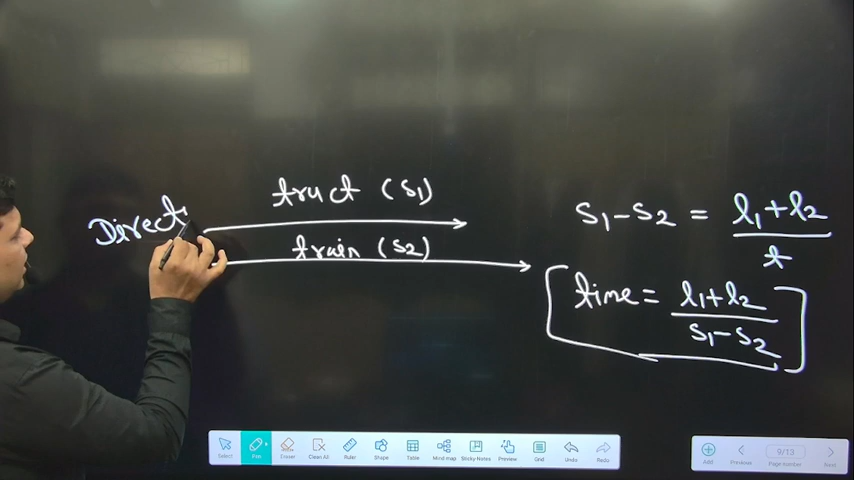 truct (S1)
Direct
train (S2)
S1-S2 = l1+l2
t
time = l1+l2
S1-S2
Select
Pen
Eraser
Clean All
Ruler
Shape
Table
Mind map
Sticky-Notes
Preview
Grid
Undo
Redo
Add
Previous
9/13
Page number
Next